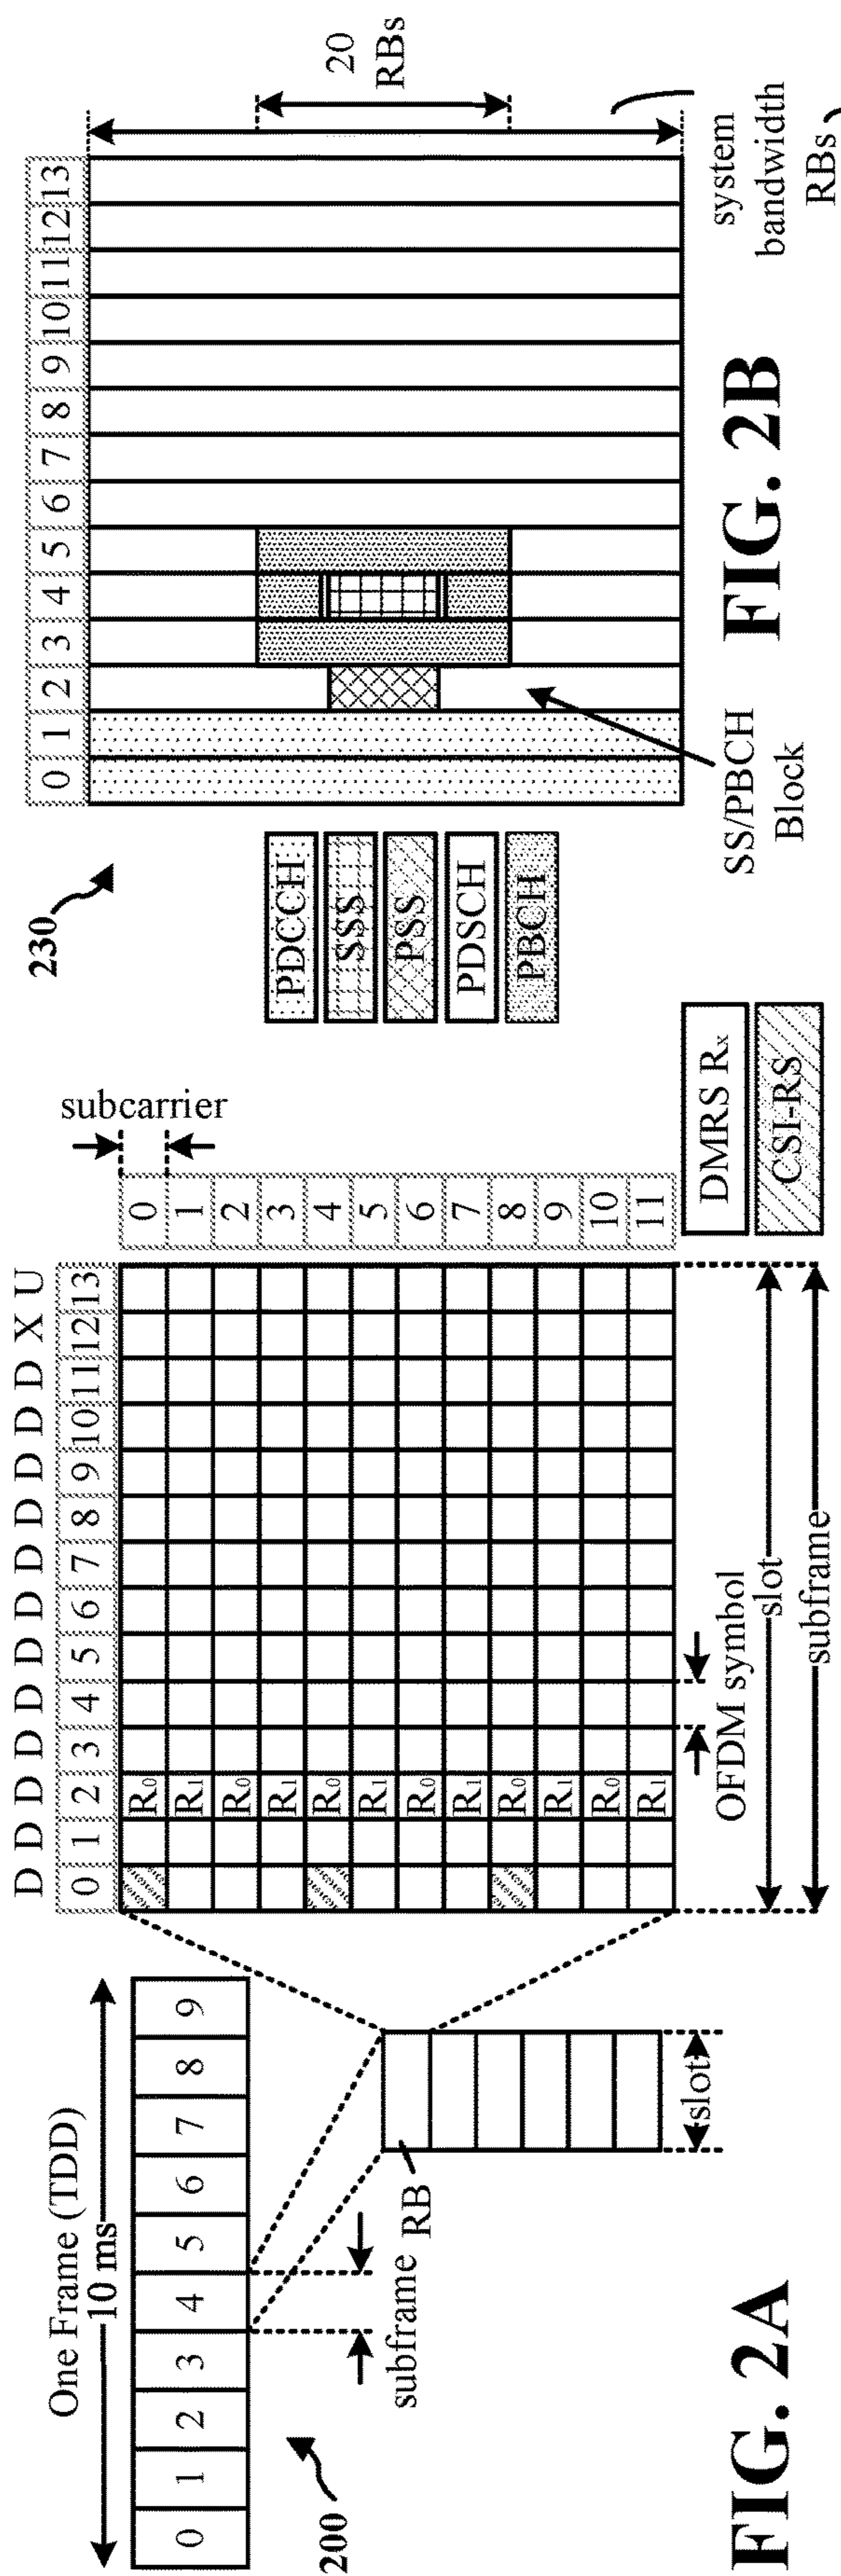 One Frame (TDD)
10 ms
0 1 2 3 4 5 6 7 8 9
200
subframe
RB
slot
FIG. 2A
D D D D D D D D D D D D X U
0 1 2 3 4 5 6 7 8 9 10 11 12 13
subcarrier
R0 0
R1 1
R0 2
R1 3
R0 4
R1 5
R0 6
R1 7
R0 8
R1 9
R0 10
R1 11
OFDM symbol
slot
subframe
DMRS Rx
CSI-RS
230
0 1 2 3 4 5 6 7 8 9 10 11 12 13
PDCCH
SSS
PSS
PDSCH
PBCH
20
RBs
SS/PBCH
Block
system
bandwidth
RBs
FIG. 2B